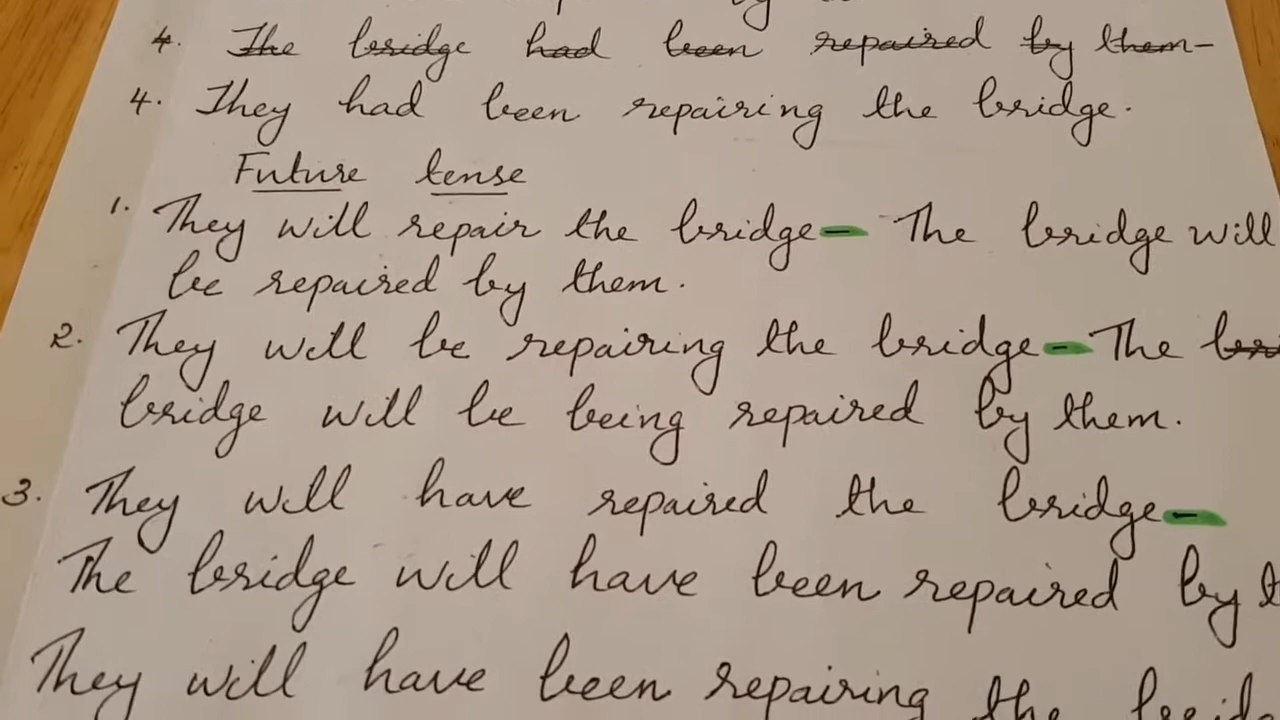 4. The bridge had been repaired by them-
4. They had been repairing the bridge.
Future tense
1. They will repair the bridge - The bridge will
be repaired by them.
2. They will be repairing the bridge - The
bridge will be being repaired by them.
3. They will have repaired the bridge -
The bridge will have been repaired by
They will have been repairing the